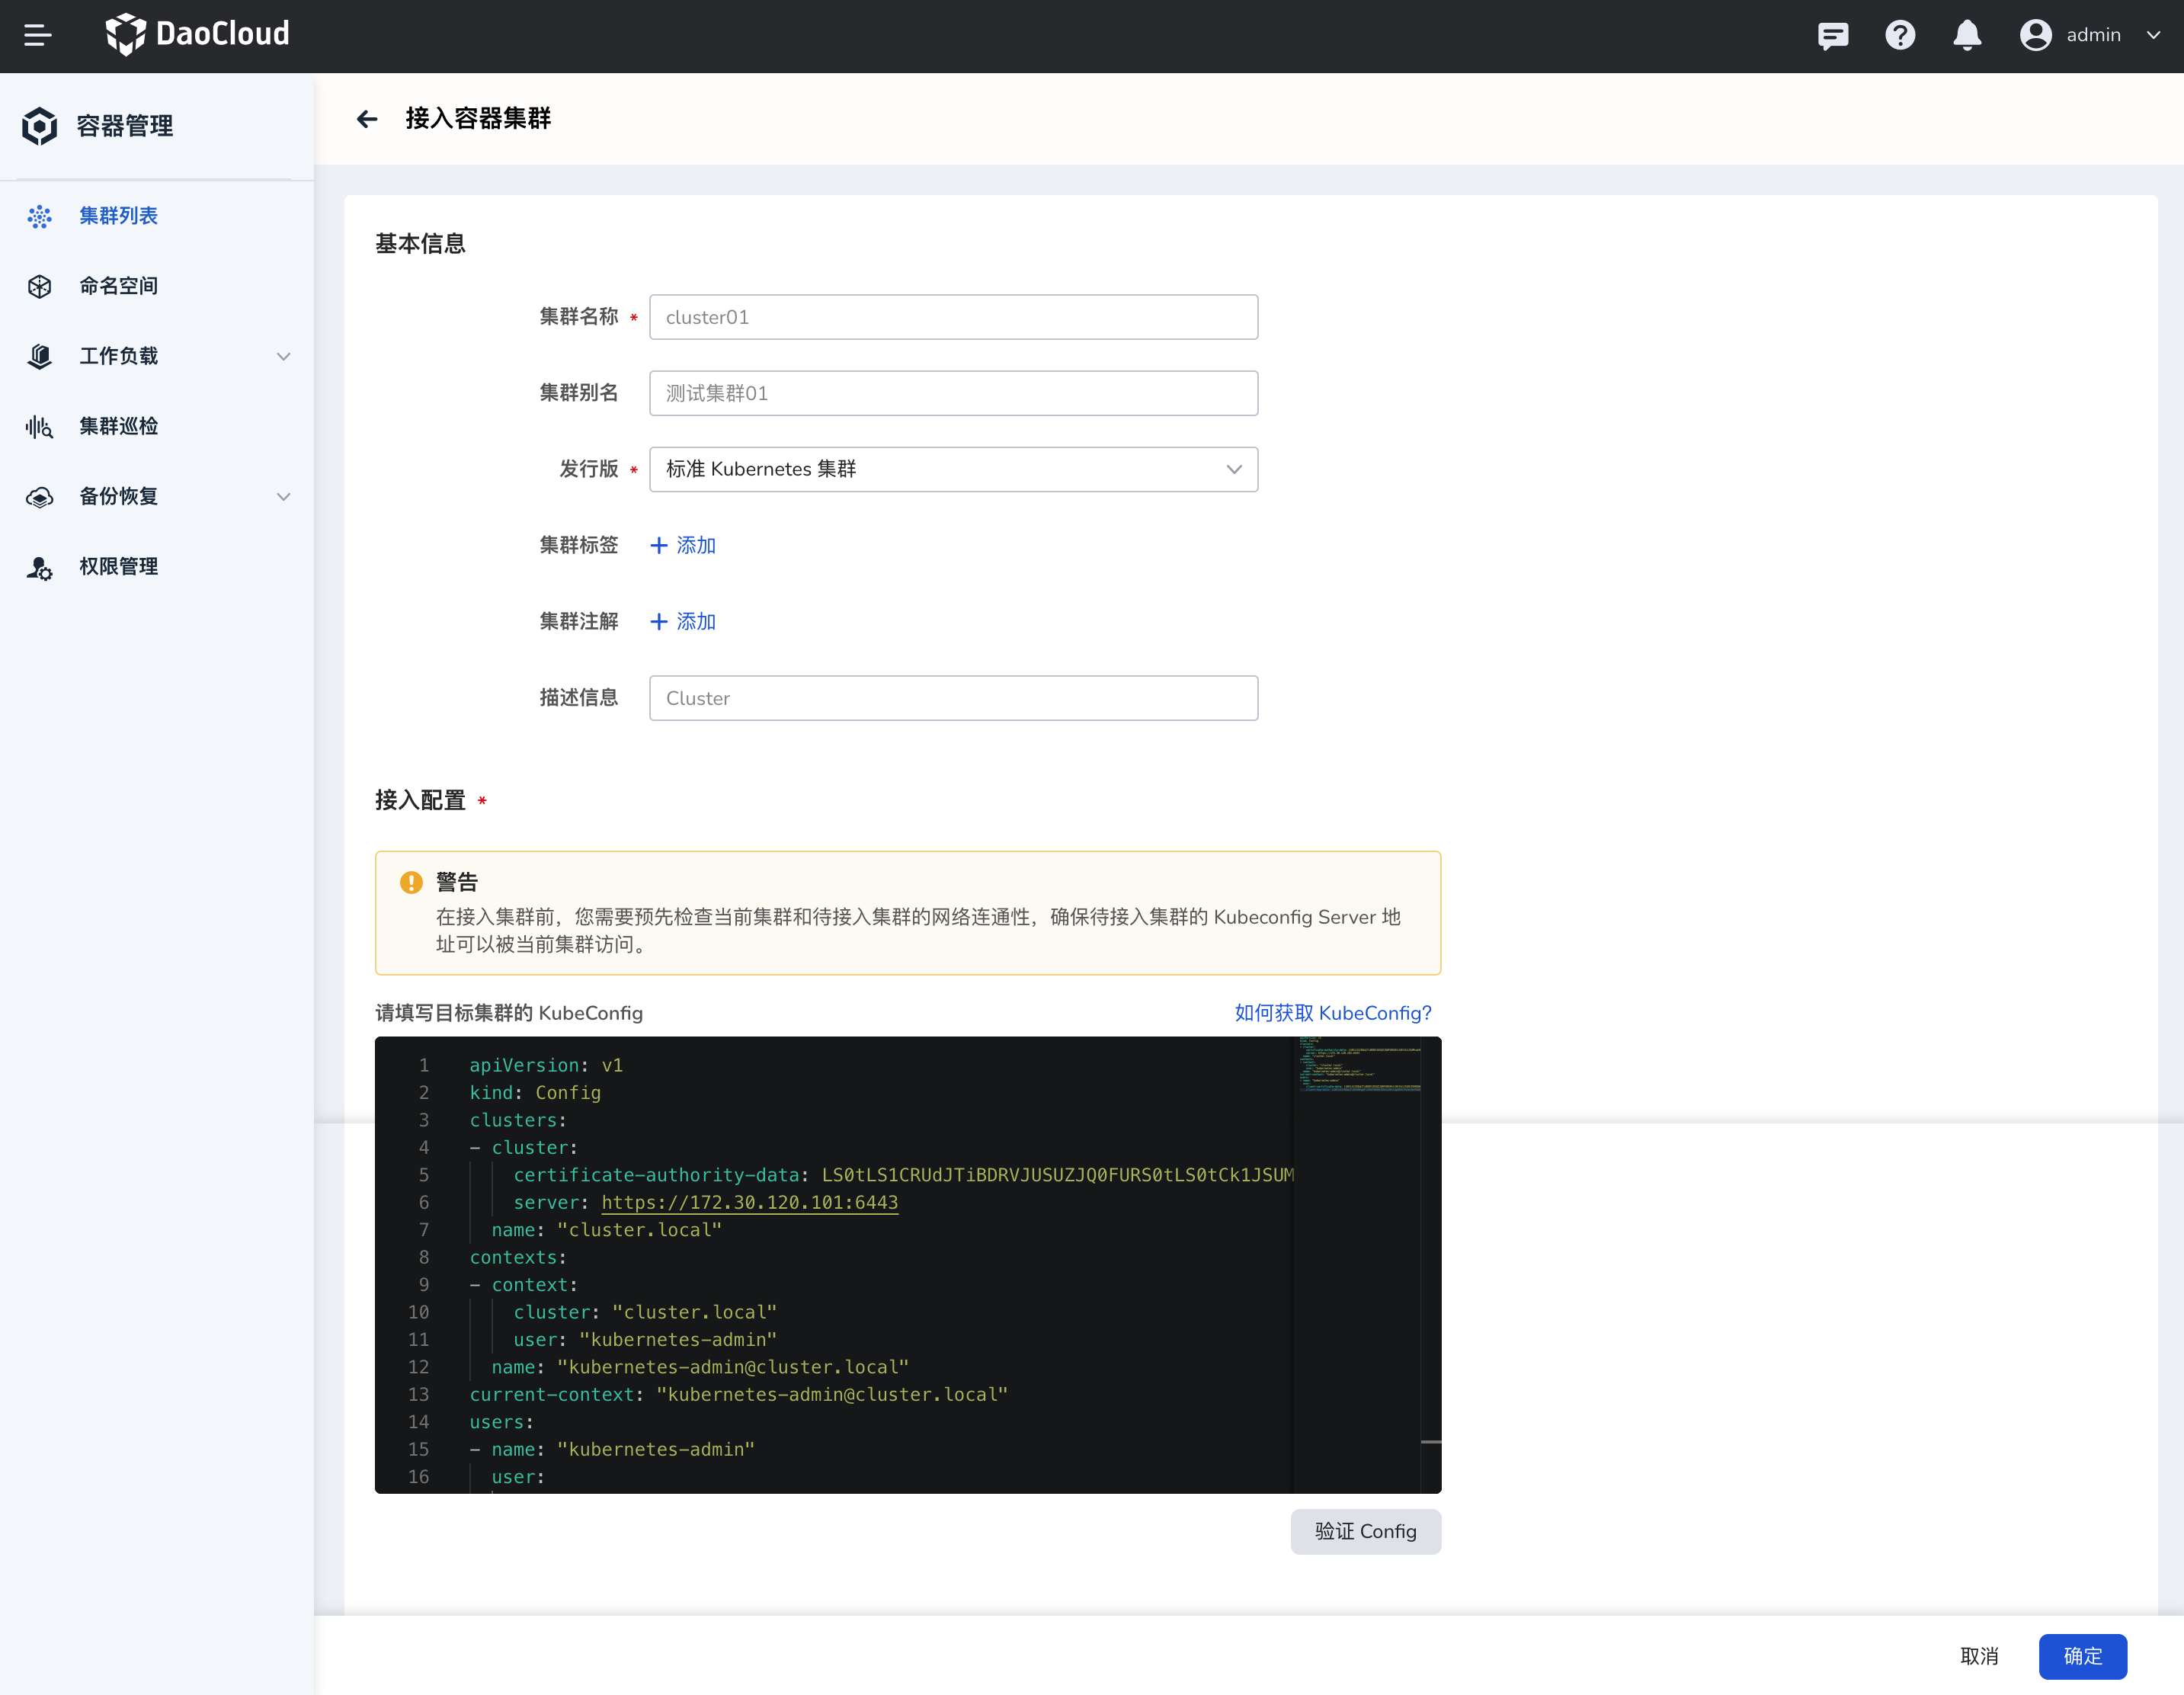 DaoCloud
admin
容器管理
集群列表
命名空间
工作负载
集群巡检
备份恢复
权限管理
接入容器集群
基本信息
集群名称 * cluster01
集群别名 测试集群01
发行版 * 标准 Kubernetes 集群
集群标签 + 添加
集群注解 + 添加
描述信息 Cluster
接入配置 *
警告
在接入集群前，您需要预先检查当前集群和待接入集群的网络连通性，确保待接入集群的 Kubeconfig Server 地
址可以被当前集群访问。
请填写目标集群的 KubeConfig 如何获取 KubeConfig?
1 apiVersion: v1
2 kind: Config
3 clusters:
4 - cluster:
5 certificate-authority-data: LS0tLS1CRUdJTiBDRVJUSUZJQ0FURS0tLS0tCk1JSUM
6 server: https://172.30.120.101:6443
7 name: "cluster.local"
8 contexts:
9 - context:
10 cluster: "cluster.local"
11 user: "kubernetes-admin"
12 name: "kubernetes-admin@cluster.local"
13 current-context: "kubernetes-admin@cluster.local"
14 users:
15 - name: "kubernetes-admin"
16 user:
验证 Config
取消 确定